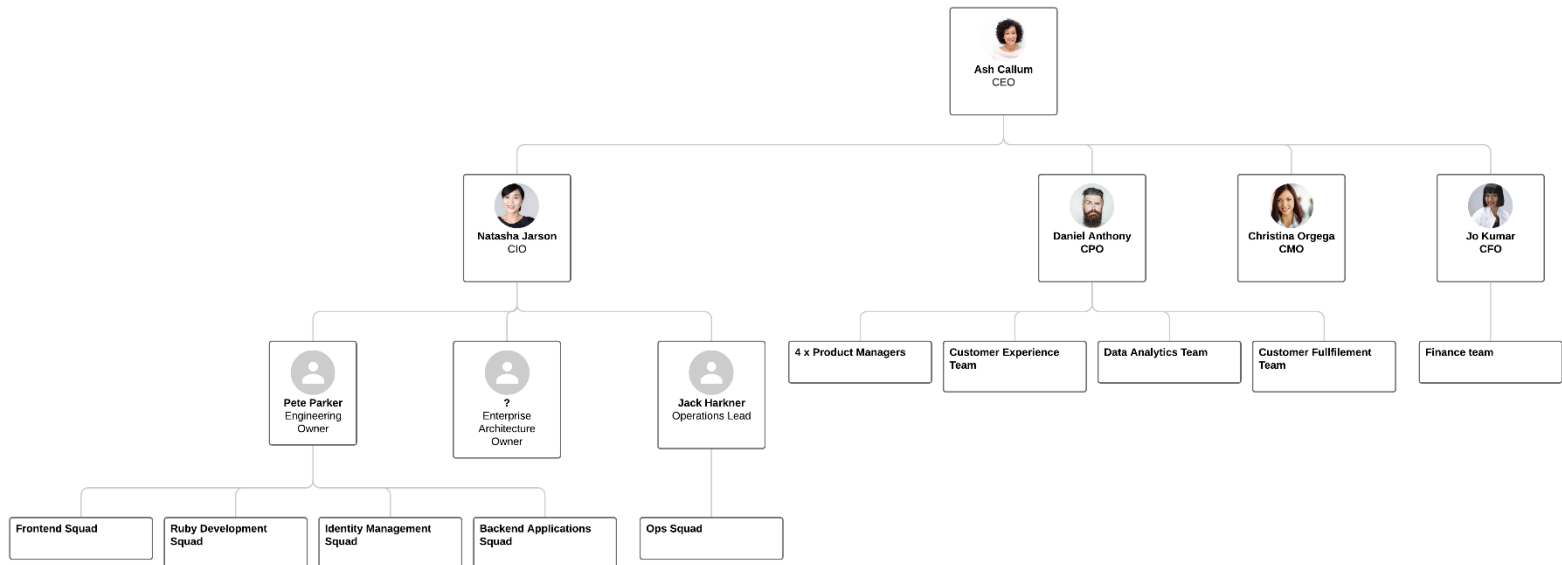 Ash Callum
CEO
Natasha Jarson
CIO
Daniel Anthony
CPO
Christina Orgega
CMO
Jo Kumar
CFO
Pete Parker
Engineering
Owner
?
Enterprise
Architecture
Owner
Jack Harkner
Operations Lead
4 x Product Managers
Customer Experience
Team
Data Analytics Team
Customer Fullfilement
Team
Finance team
Frontend Squad
Ruby Development
Squad
Identity Management
Squad
Backend Applications
Squad
Ops Squad